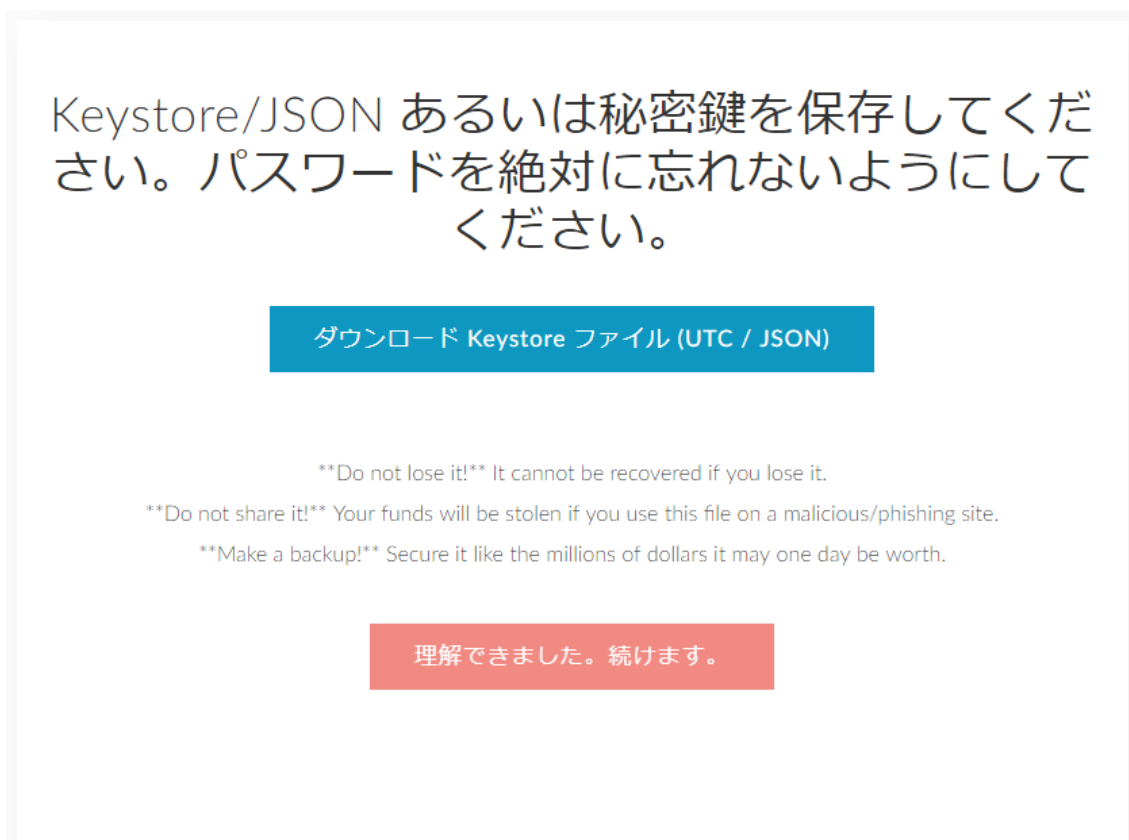 Keystore/JSON あるいは秘密鍵を保存してくだ
さい。パスワードを絶対に忘れないようにして
ください。
ダウンロード Keystore ファイル (UTC / JSON)
**Do not lose it!** It cannot be recovered if you lose it.
**Do not share it!** Your funds will be stolen if you use this file on a malicious/phishing site.
**Make a backup!** Secure it like the millions of dollars it may one day be worth.
理解できました。続けます。